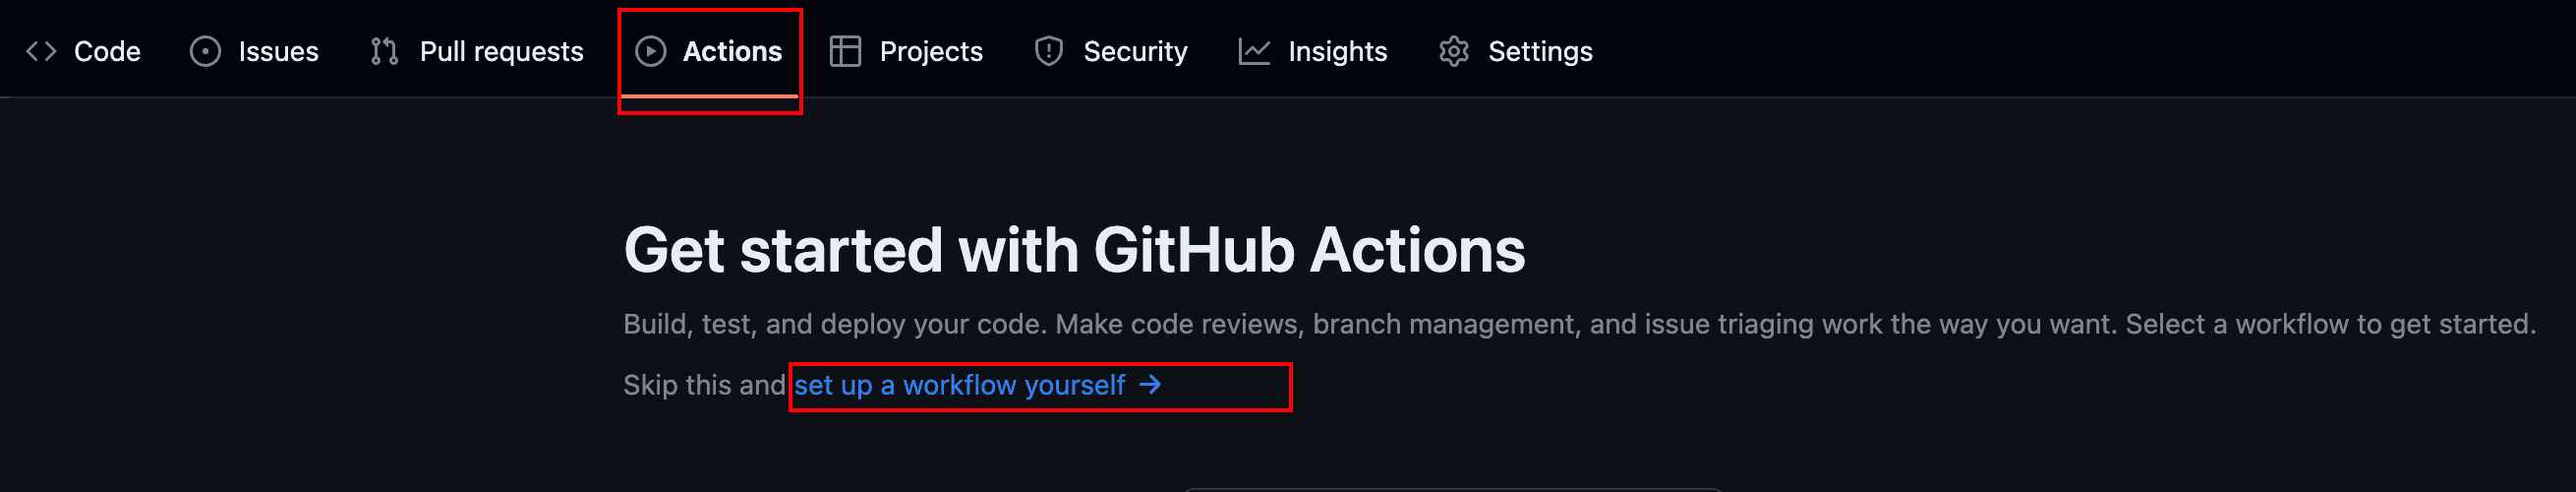 Code Issues Pull requests Actions Projects Security Insights Settings
Get started with GitHub Actions
Build, test, and deploy your code. Make code reviews, branch management, and issue triaging work the way you want. Select a workflow to get started.
Skip this and set up a workflow yourself →